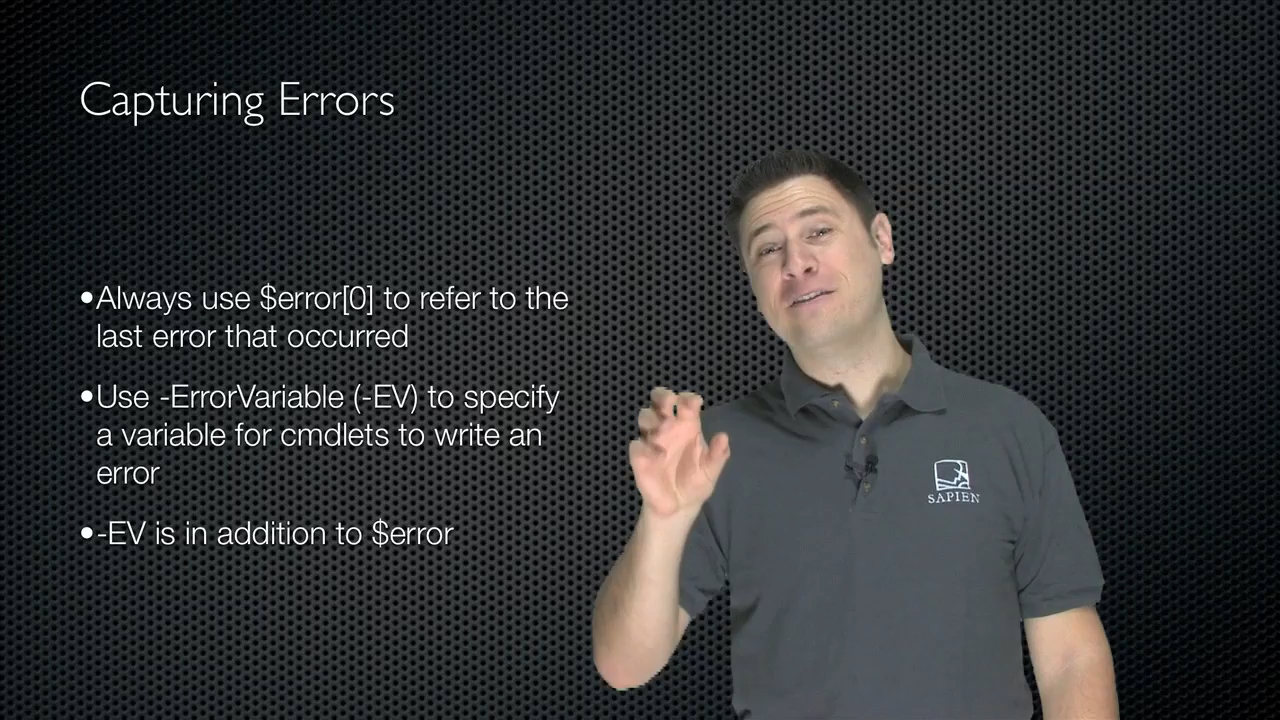 Capturing Errors
•Always use $error[0] to refer to the
last error that occurred
•Use -ErrorVariable (-EV) to specify
a variable for cmdlets to write an
error
•-EV is in addition to $error
SAPIEN